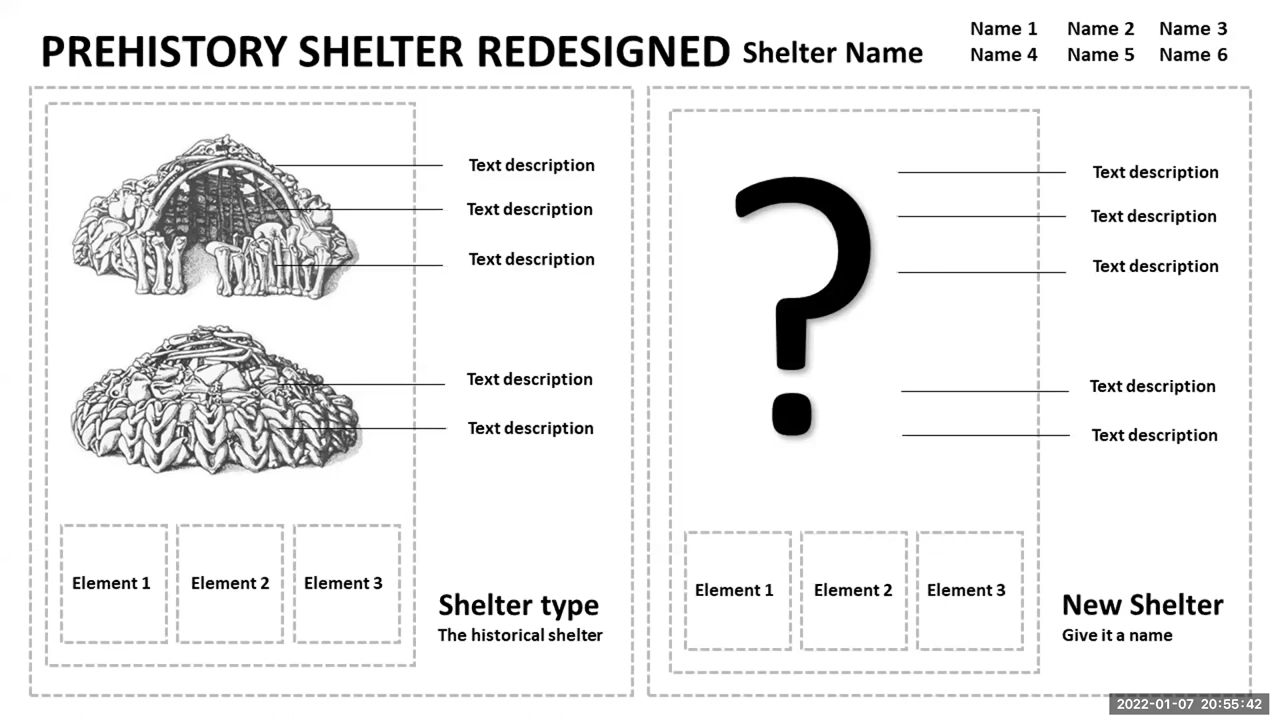 PREHISTORY SHELTER REDESIGNED Shelter Name
Name 1 Name 2 Name 3
Name 4 Name 5 Name 6
Text description
Text description
Text description
Text description
Text description
Element 1 Element 2 Element 3
Shelter type
The historical shelter
Text description
Text description
Text description
Text description
Text description
Element 1 Element 2 Element 3
New Shelter
Give it a name
?
2022-01-07 20:55:42